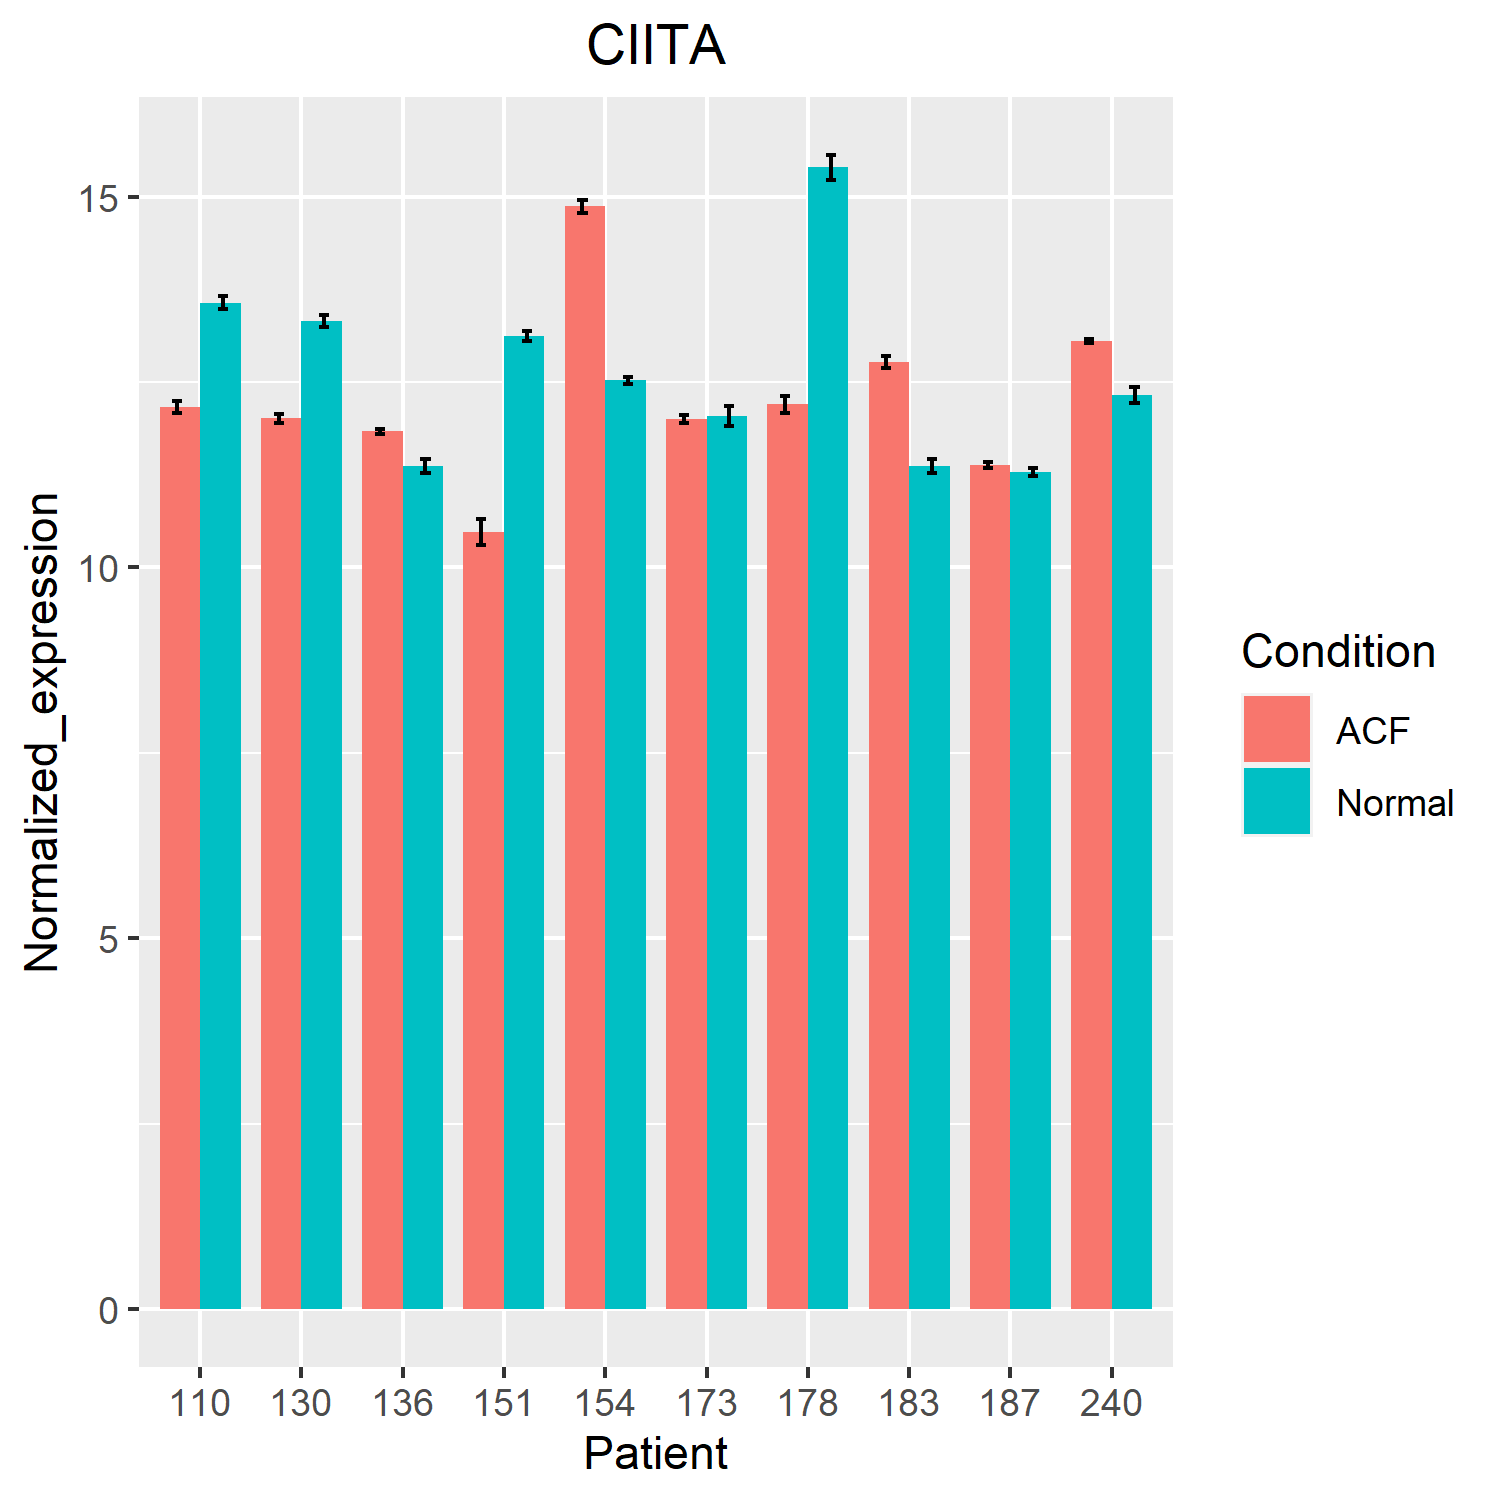 CIITA
15
10
5
0
Normalized_expression
110 130 136 151 154 173 178 183 187 240
Patient
Condition
ACF
Normal